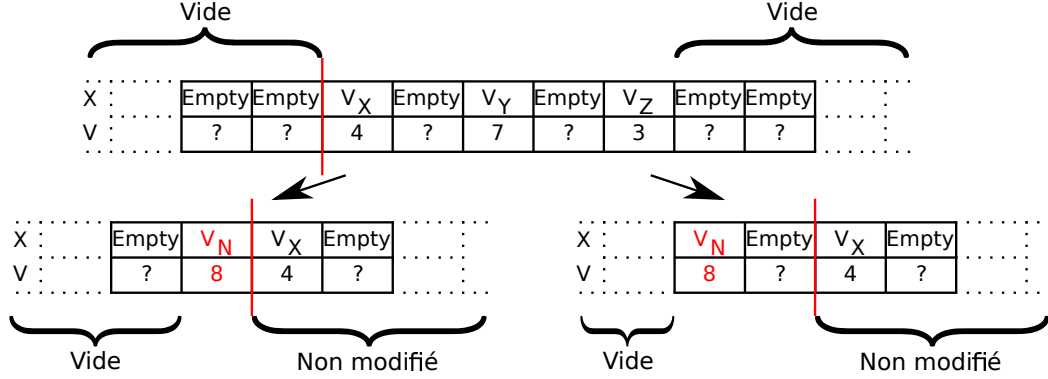 Vide Vide
X Empty Empty V_X Empty V_Y Empty V_Z Empty Empty
V ? ? 4 ? 7 ? 3 ? ?
X Empty V_N V_X Empty X V_N Empty V_X Empty
V ? 8 4 ? V 8 ? 4 ?
Vide Non modifié Vide Non modifié